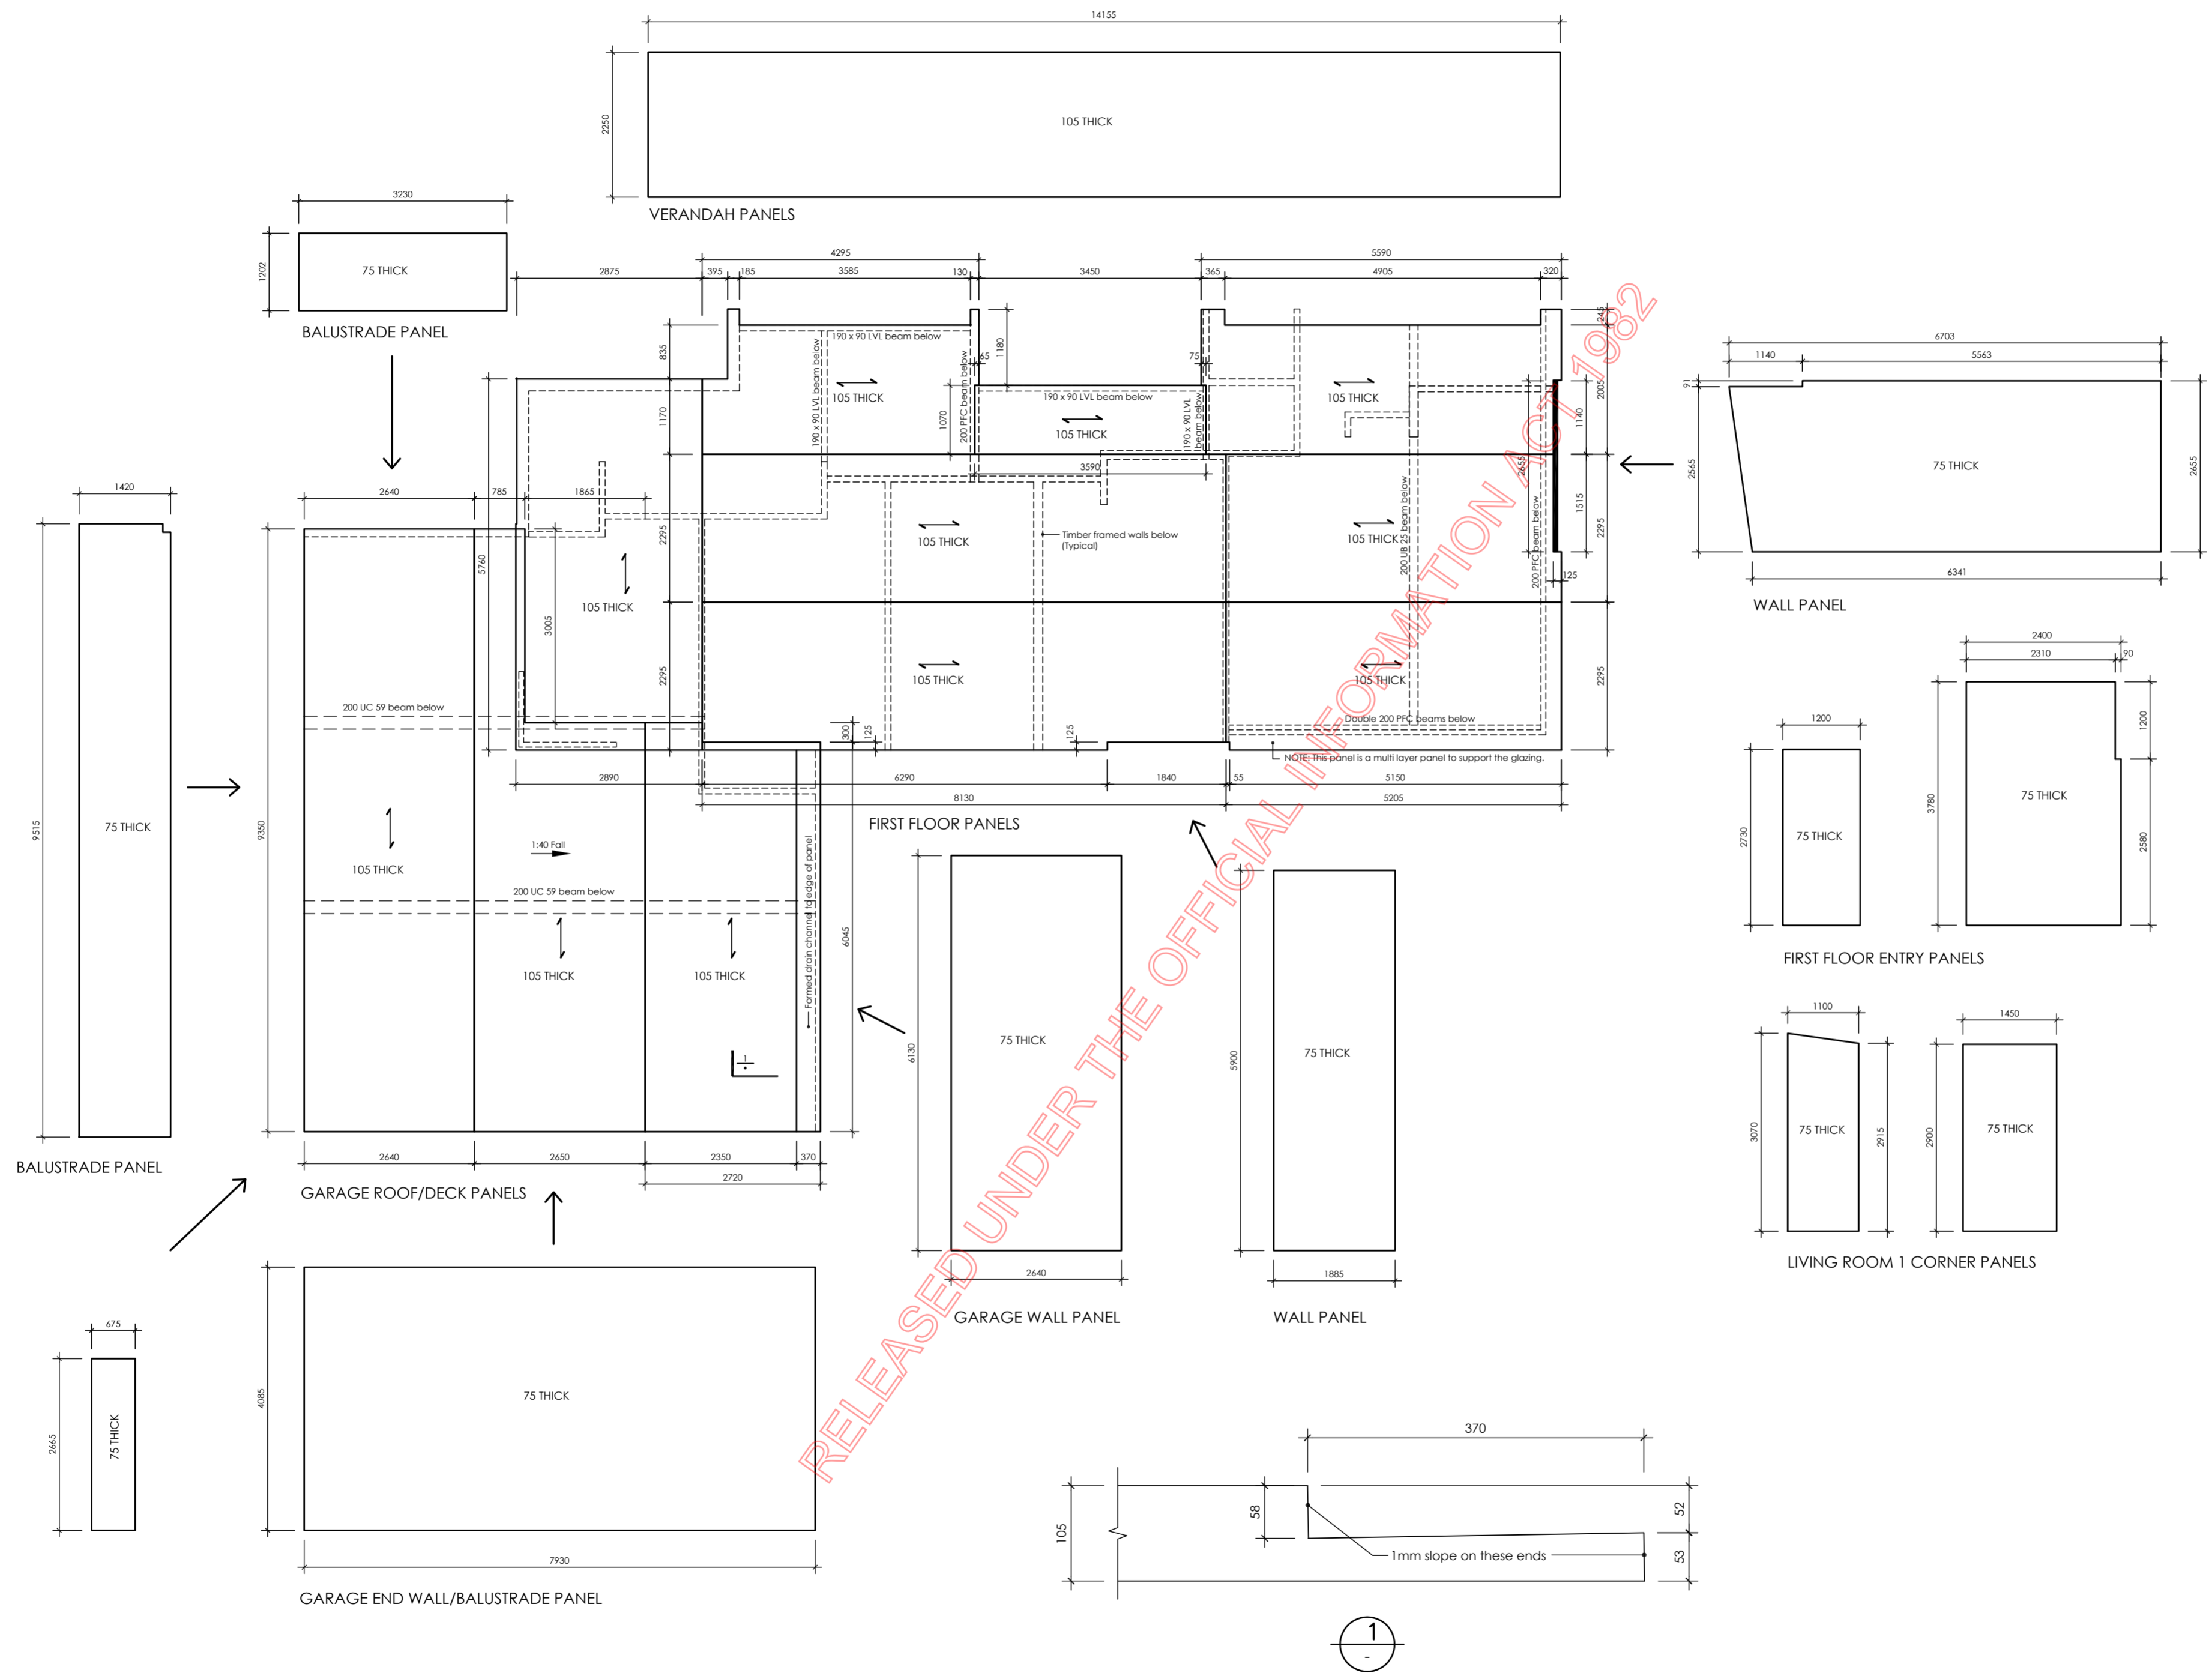 14155
2250
105 THICK
VERANDAH PANELS
3230
1202
75 THICK
BALUSTRADE PANEL
4295
5590
2875
395
185
3585
130
3450
365
4905
320
245
835
190 x 90 LVL beam below
190 x 90 LVL beam below
200 PFC beam below
65
1180
75
105 THICK
190 x 90 LVL beam below
105 THICK
190 x 90 LVL
beam below
105 THICK
2005
1140
1170
1070
3590
2655
1515
2295
2295
125
6703
1140
5563
91
2565
75 THICK
2655
6341
WALL PANEL
1420
9515
75 THICK
BALUSTRADE PANEL
2640
785
1865
5760
3005
105 THICK
2295
2295
105 THICK
Timber framed walls below
(Typical)
105 THICK
200 UB 25 beam below
200 PFC beam below
105 THICK
105 THICK
Double 200 PFC beams below
NOTE: This panel is a multi layer panel to support the glazing.
300
125
125
2890
6290
1840
55
5150
8130
5205
FIRST FLOOR PANELS
200 UC 59 beam below
9350
105 THICK
1:40 Fall
200 UC 59 beam below
105 THICK
105 THICK
Formed drain channel to edge of panel
6045
1
2640
2650
2350
370
2720
GARAGE ROOF/DECK PANELS
6130
75 THICK
2640
GARAGE WALL PANEL
5900
75 THICK
1885
WALL PANEL
2400
2310
90
1200
2730
75 THICK
3780
75 THICK
1200
2580
FIRST FLOOR ENTRY PANELS
1100
3070
75 THICK
2915
1450
2900
75 THICK
LIVING ROOM 1 CORNER PANELS
675
2665
75 THICK
4085
75 THICK
7930
GARAGE END WALL/BALUSTRADE PANEL
370
105
58
52
53
1mm slope on these ends
1
-
RELEASED UNDER THE OFFICIAL INFORMATION ACT 1982